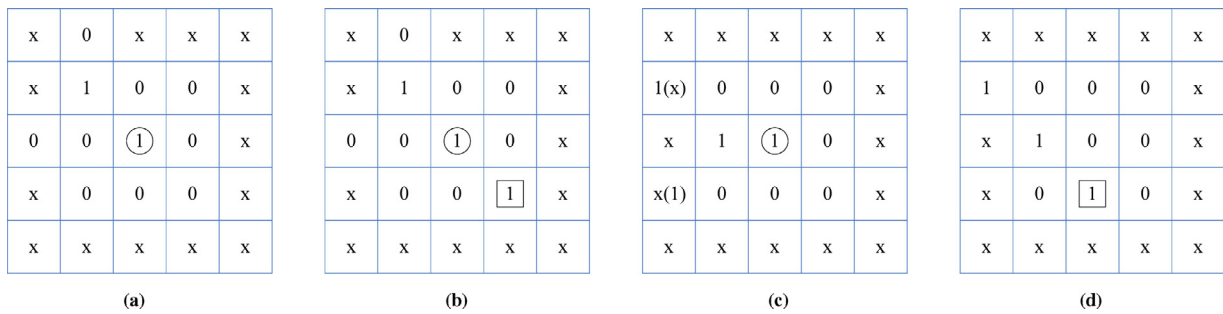 x 0 x x x
x 1 0 0 x
0 0 1 0 x
x 0 0 0 x
x x x x x
(a)
x 0 x x x
x 1 0 0 x
0 0 1 0 x
x 0 0 1 x
x x x x x
(b)
x x x x x
1(x) 0 0 0 x
x 1 1 0 x
x(1) 0 0 0 x
x x x x x
(c)
x x x x x
1 0 0 0 x
x 1 0 0 x
x 0 1 0 x
x x x x x
(d)